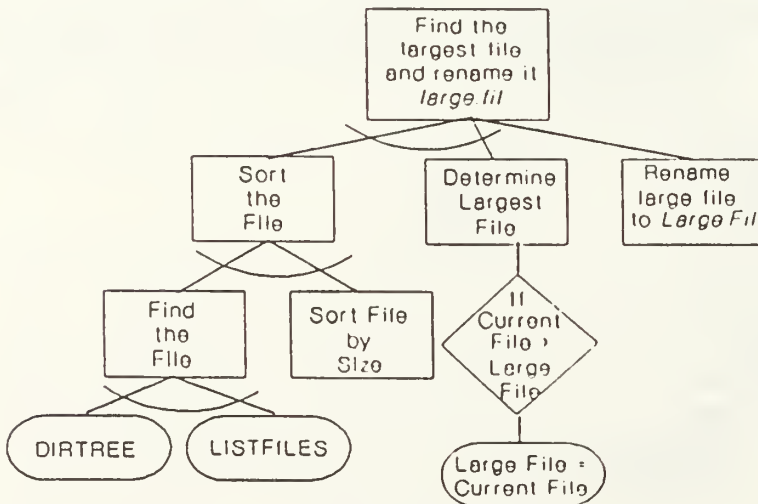 Find the
largest file
and rename it
large.fil
Sort
the
File
Determine
Largest
File
Rename
large file
to Large Fil
Find
the
File
Sort File
by
Size
If
Current
File >
Large
File
DIRTREE
LISTFILES
Large File =
Current File